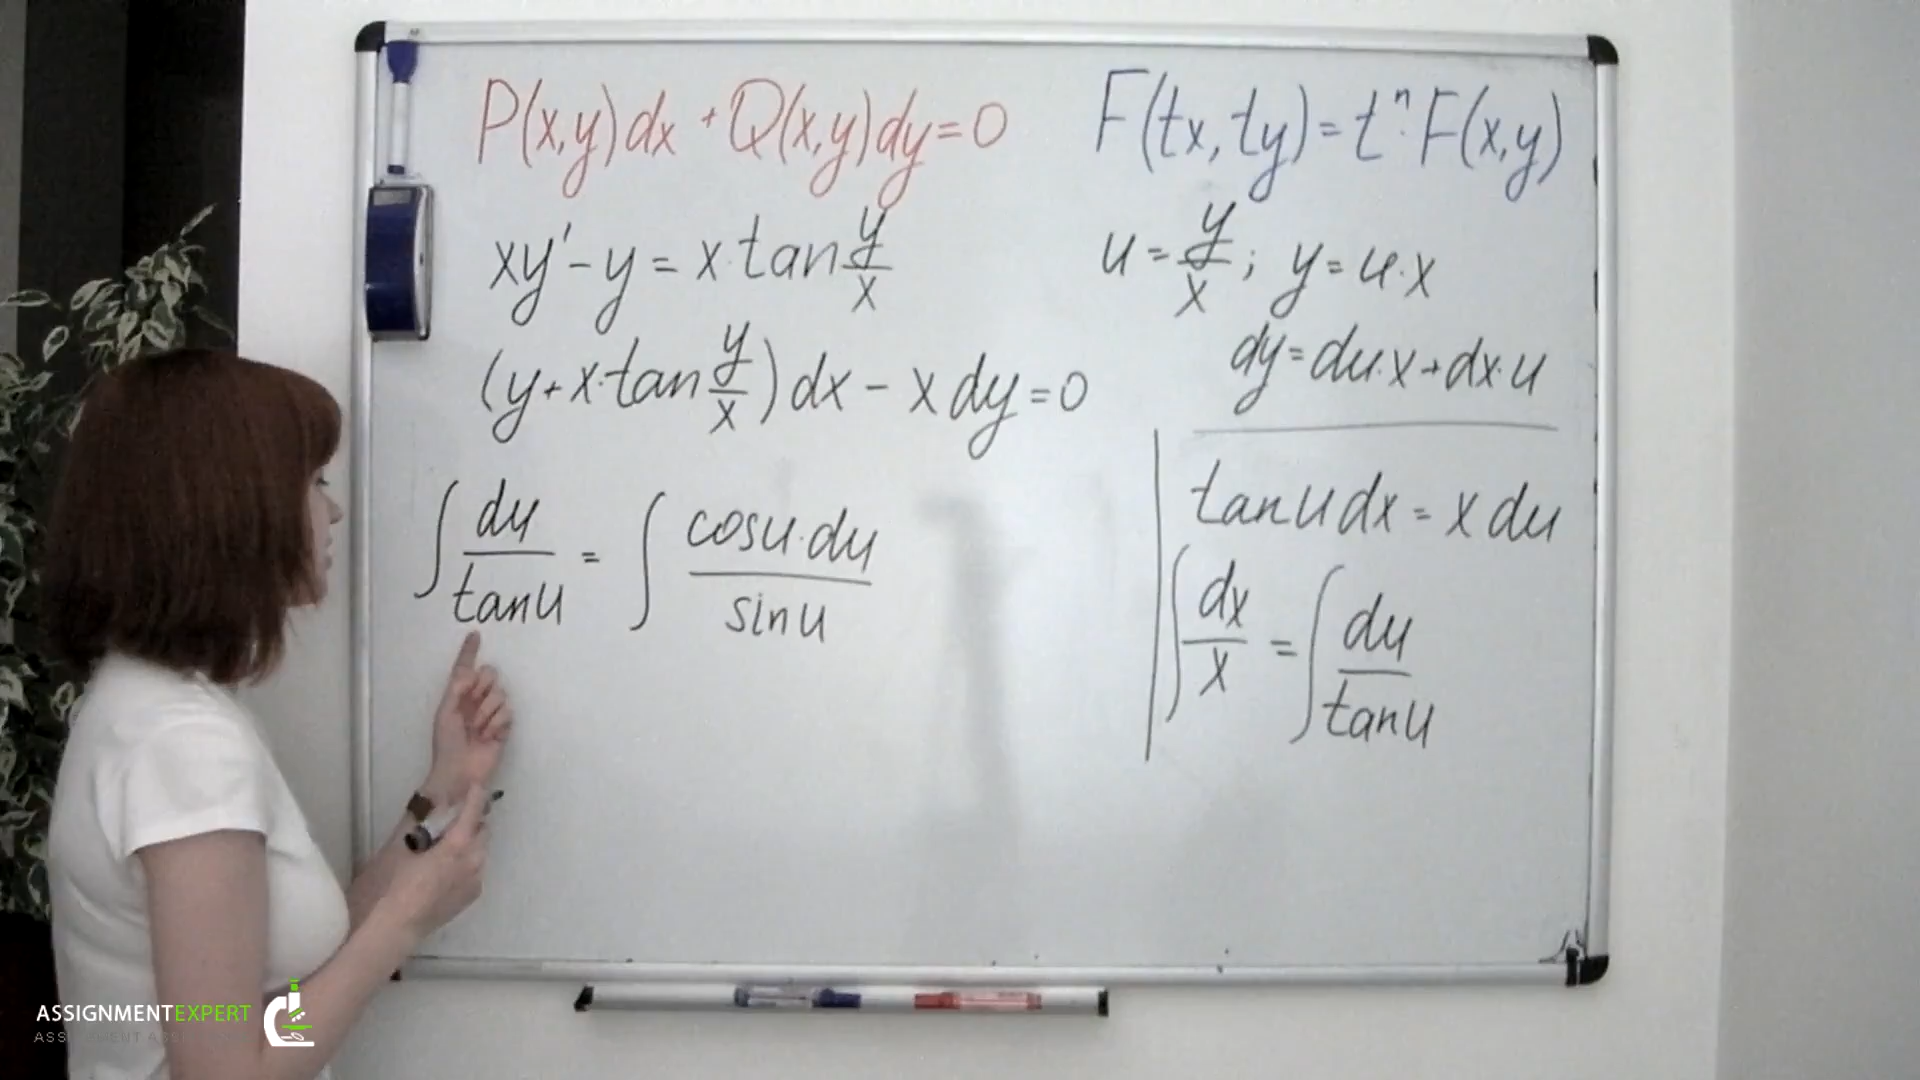 P(x,y)dx + Q(x,y)dy = 0
F(tx, ty) = tⁿ · F(x,y)
xy' - y = x · tan y/x
u = y/x ; y = u · x
(y + x · tan y/x) dx - x dy = 0
dy = du · x + dx · u
∫ du/tan u = ∫ cos u · du/sin u
tan u dx = x du
∫ dx/x = ∫ du/tan u
ASSIGNMENTEXPERT